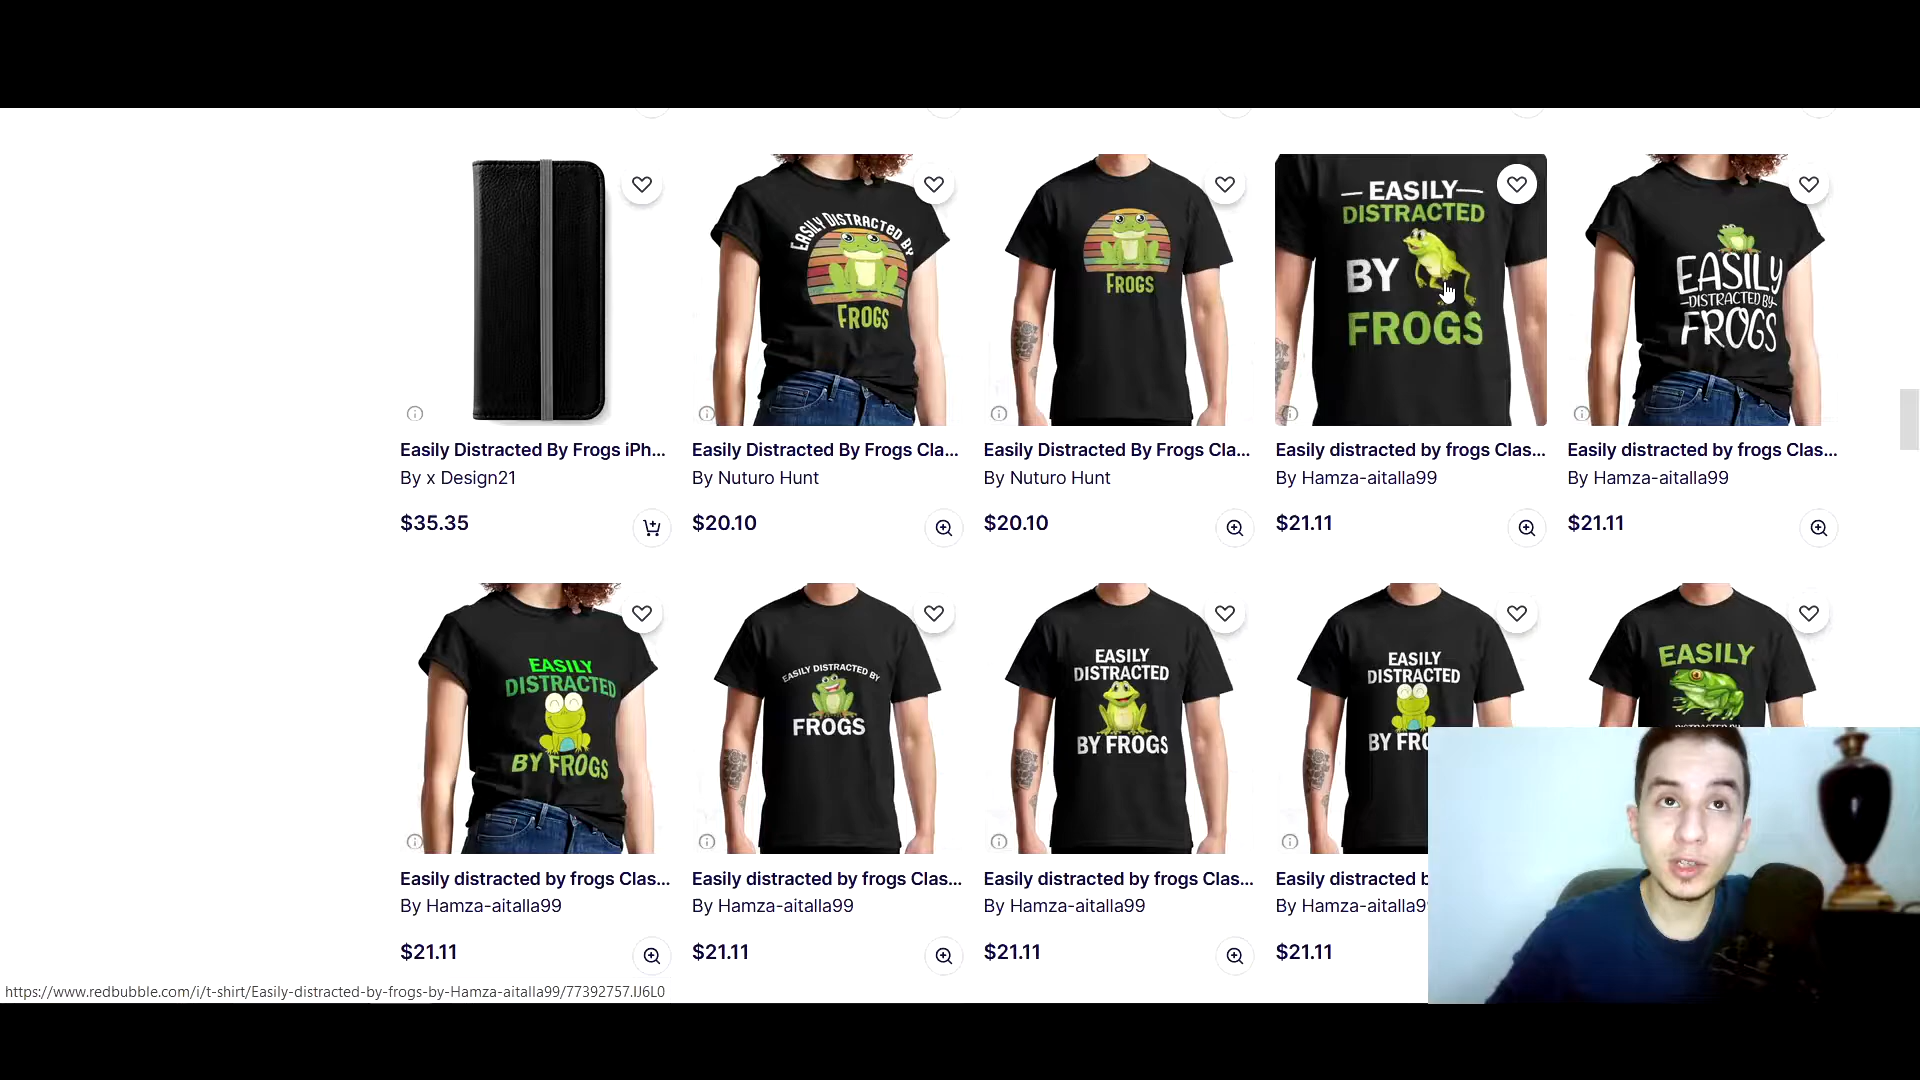 EASILY DISTRACTED BY
FROGS
FROGS
— EASILY—
DISTRACTED
BY
FROGS
EASILY
-DISTRACTED BY-
FROGS
Easily Distracted By Frogs iPh...
Easily Distracted By Frogs Cla...
Easily Distracted By Frogs Cla...
Easily distracted by frogs Clas...
Easily distracted by frogs Clas...
By x Design21
By Nuturo Hunt
By Nuturo Hunt
By Hamza-aitalla99
By Hamza-aitalla99
$35.35
$20.10
$20.10
$21.11
$21.11
EASILY
DISTRACTED
BY FROGS
EASILY DISTRACTED BY
FROGS
EASILY
DISTRACTED
BY FROGS
EASILY
DISTRACTED
BY FRO
EASILY
Easily distracted by frogs Clas...
Easily distracted by frogs Clas...
Easily distracted by frogs Clas...
Easily distracted b
By Hamza-aitalla99
By Hamza-aitalla99
By Hamza-aitalla99
By Hamza-aitalla9
$21.11
$21.11
$21.11
$21.11
https://www.redbubble.com/i/t-shirt/Easily-distracted-by-frogs-by-Hamza-aitalla99/77392757.IJ6L0